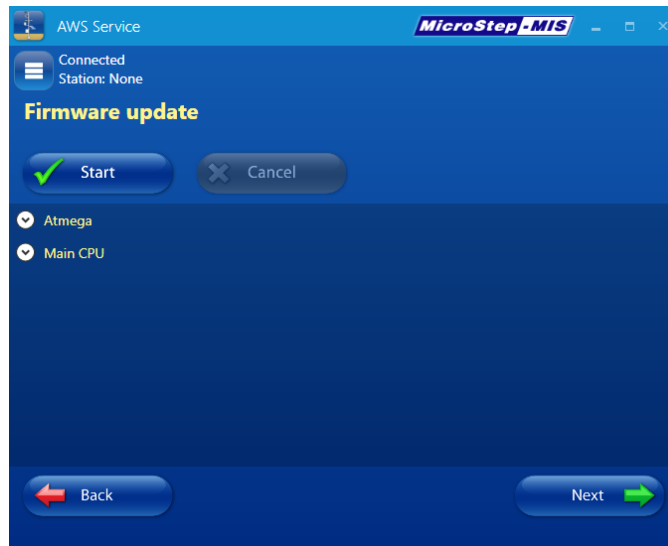 AWS Service
MicroStep-MIS
Connected
Station: None
Firmware update
Start
Cancel
Atmega
Main CPU
Back
Next